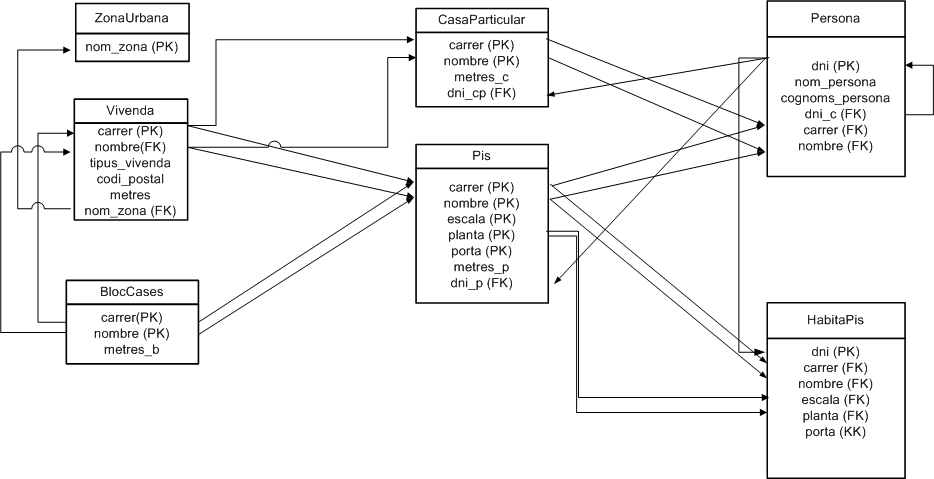 ZonaUrbana
nom_zona (PK)
Vivenda
carrer (PK)
nombre(FK)
tipus_vivenda
codi_postal
metres
nom_zona (FK)
BlocCases
carrer(PK)
nombre (PK)
metres_b
CasaParticular
carrer (PK)
nombre (PK)
metres_c
dni_cp (FK)
Pis
carrer (PK)
nombre (PK)
escala (PK)
planta (PK)
porta (PK)
metres_p
dni_p (FK)
Persona
dni (PK)
nom_persona
cognoms_persona
dni_c (FK)
carrer (FK)
nombre (FK)
HabitaPis
dni (PK)
carrer (FK)
nombre (FK)
escala (FK)
planta (FK)
porta (KK)